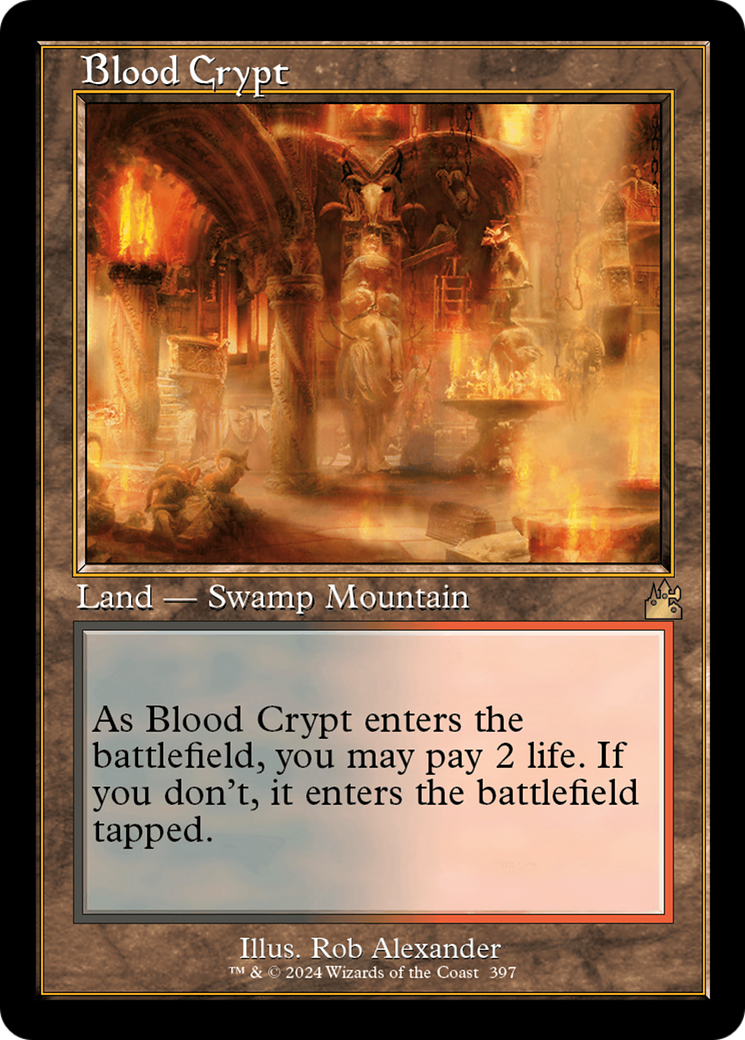 Blood Crypt
Land — Swamp Mountain
As Blood Crypt enters the
battlefield, you may pay 2 life. If
you don't, it enters the battlefield
tapped.
Illus. Rob Alexander
™ & © 2024 Wizards of the Coast 397